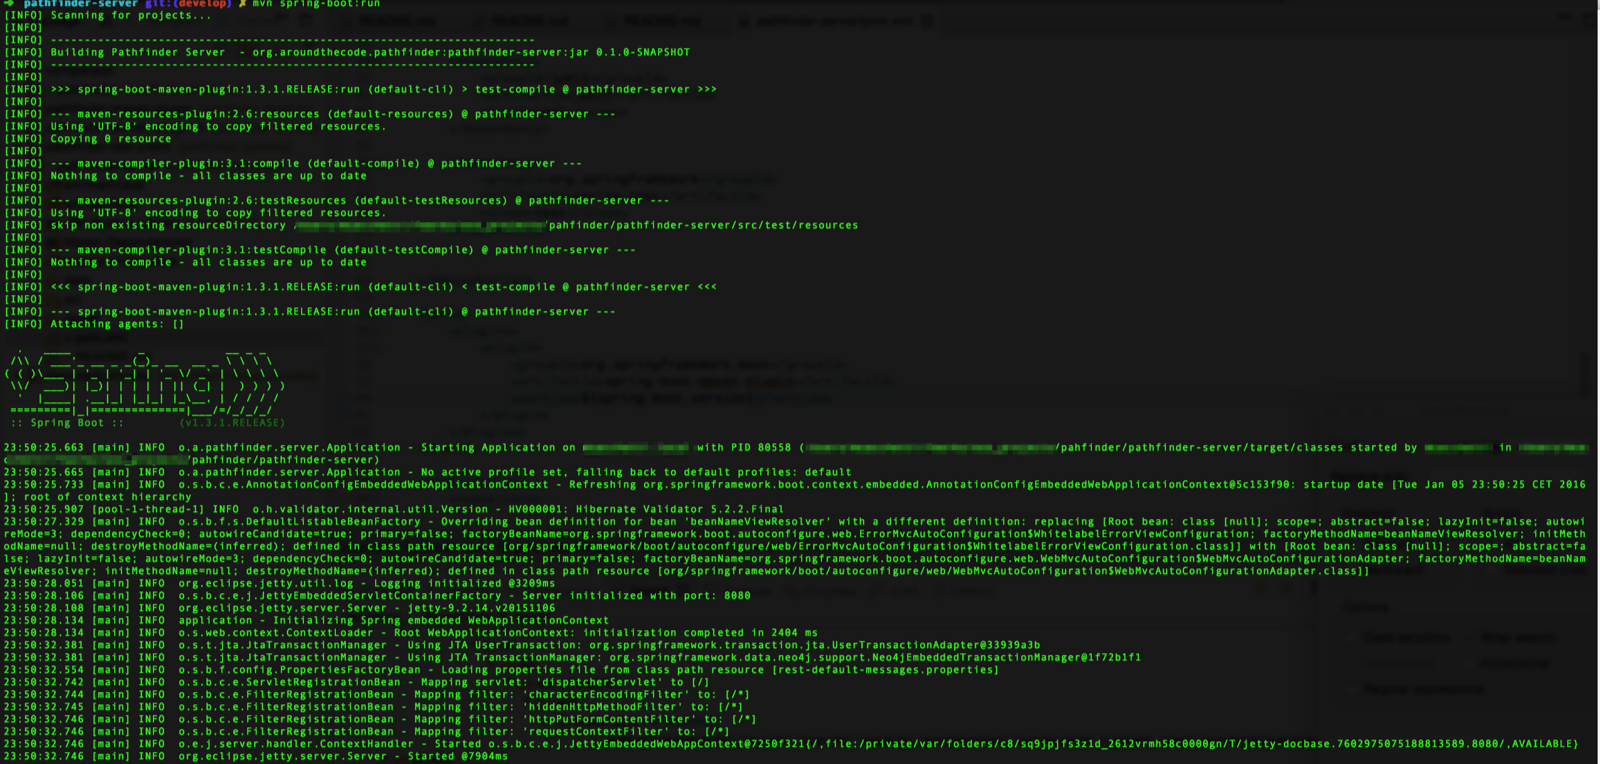 ➜ pathfinder-server git:(develop) ✗ mvn spring-boot:run
[INFO] Scanning for projects...
[INFO]
[INFO] ------------------------------------------------------------------------
[INFO] Building Pathfinder Server  - org.aroundthecode.pathfinder:pathfinder-server:jar 0.1.0-SNAPSHOT
[INFO] ------------------------------------------------------------------------
[INFO]
[INFO] >>> spring-boot-maven-plugin:1.3.1.RELEASE:run (default-cli) > test-compile @ pathfinder-server >>>
[INFO]
[INFO] --- maven-resources-plugin:2.6:resources (default-resources) @ pathfinder-server ---
[INFO] Using 'UTF-8' encoding to copy filtered resources.
[INFO] Copying 0 resource
[INFO]
[INFO] --- maven-compiler-plugin:3.1:compile (default-compile) @ pathfinder-server ---
[INFO] Nothing to compile - all classes are up to date
[INFO]
[INFO] --- maven-resources-plugin:2.6:testResources (default-testResources) @ pathfinder-server ---
[INFO] Using 'UTF-8' encoding to copy filtered resources.
[INFO] skip non existing resourceDirectory /pahfinder/pathfinder-server/src/test/resources
[INFO]
[INFO] --- maven-compiler-plugin:3.1:testCompile (default-testCompile) @ pathfinder-server ---
[INFO] Nothing to compile - all classes are up to date
[INFO]
[INFO] <<< spring-boot-maven-plugin:1.3.1.RELEASE:run (default-cli) < test-compile @ pathfinder-server <<<
[INFO]
[INFO] --- spring-boot-maven-plugin:1.3.1.RELEASE:run (default-cli) @ pathfinder-server ---
[INFO] Attaching agents: []
Spring
:: Spring Boot ::        (v1.3.1.RELEASE)
23:50:25.663 [main] INFO  o.a.pathfinder.server.Application - Starting Application on with PID 80558 ( /pahfinder/pathfinder-server/target/classes started by in
/pahfinder/pathfinder-server)
23:50:25.665 [main] INFO  o.a.pathfinder.server.Application - No active profile set, falling back to default profiles: default
23:50:25.733 [main] INFO  o.s.b.c.e.AnnotationConfigEmbeddedWebApplicationContext - Refreshing org.springframework.boot.context.embedded.AnnotationConfigEmbeddedWebApplicationContext@5c153f90: startup date [Tue Jan 05 23:50:25 CET 2016
]; root of context hierarchy
23:50:25.907 [pool-1-thread-1] INFO  o.h.validator.internal.util.Version - HV000001: Hibernate Validator 5.2.2.Final
23:50:27.329 [main] INFO  o.s.b.f.s.DefaultListableBeanFactory - Overriding bean definition for bean 'beanNameViewResolver' with a different definition: replacing [Root bean: class [null]; scope=; abstract=false; lazyInit=false; autowi
reMode=3; dependencyCheck=0; autowireCandidate=true; primary=false; factoryBeanName=org.springframework.boot.autoconfigure.web.ErrorMvcAutoConfiguration$WhitelabelErrorViewConfiguration; factoryMethodName=beanNameViewResolver; initMeth
odName=null; destroyMethodName=(inferred); defined in class path resource [org/springframework/boot/autoconfigure/web/ErrorMvcAutoConfiguration$WhitelabelErrorViewConfiguration.class]] with [Root bean: class [null]; scope=; abstract=fa
lse; lazyInit=false; autowireMode=3; dependencyCheck=0; autowireCandidate=true; primary=false; factoryBeanName=org.springframework.boot.autoconfigure.web.WebMvcAutoConfiguration$WebMvcAutoConfigurationAdapter; factoryMethodName=beanNam
eViewResolver; initMethodName=null; destroyMethodName=(inferred); defined in class path resource [org/springframework/boot/autoconfigure/web/WebMvcAutoConfiguration$WebMvcAutoConfigurationAdapter.class]]
23:50:28.051 [main] INFO  org.eclipse.jetty.util.log - Logging initialized @3209ms
23:50:28.106 [main] INFO  o.s.b.c.e.j.JettyEmbeddedServletContainerFactory - Server initialized with port: 8080
23:50:28.108 [main] INFO  org.eclipse.jetty.server.Server - jetty-9.2.14.v20151106
23:50:28.134 [main] INFO  application - Initializing Spring embedded WebApplicationContext
23:50:28.134 [main] INFO  o.s.web.context.ContextLoader - Root WebApplicationContext: initialization completed in 2404 ms
23:50:32.381 [main] INFO  o.s.t.jta.JtaTransactionManager - Using JTA UserTransaction: org.springframework.transaction.jta.UserTransactionAdapter@33939a3b
23:50:32.381 [main] INFO  o.s.t.jta.JtaTransactionManager - Using JTA TransactionManager: org.springframework.data.neo4j.support.Neo4jEmbeddedTransactionManager@1f72b1f1
23:50:32.554 [main] INFO  o.s.b.f.config.PropertiesFactoryBean - Loading properties file from class path resource [rest-default-messages.properties]
23:50:32.742 [main] INFO  o.s.b.c.e.ServletRegistrationBean - Mapping servlet: 'dispatcherServlet' to [/]
23:50:32.744 [main] INFO  o.s.b.c.e.FilterRegistrationBean - Mapping filter: 'characterEncodingFilter' to: [/*]
23:50:32.745 [main] INFO  o.s.b.c.e.FilterRegistrationBean - Mapping filter: 'hiddenHttpMethodFilter' to: [/*]
23:50:32.746 [main] INFO  o.s.b.c.e.FilterRegistrationBean - Mapping filter: 'httpPutFormContentFilter' to: [/*]
23:50:32.746 [main] INFO  o.s.b.c.e.FilterRegistrationBean - Mapping filter: 'requestContextFilter' to: [/*]
23:50:32.746 [main] INFO  o.e.j.server.handler.ContextHandler - Started o.s.b.c.e.j.JettyEmbeddedWebAppContext@7250f321{/,file:/private/var/folders/c8/sq9jpjfs3z1d_2612vrmh58c0000gn/T/jetty-docbase.7602975075188813589.8080/,AVAILABLE}
23:50:32.746 [main] INFO  org.eclipse.jetty.server.Server - Started @7904ms